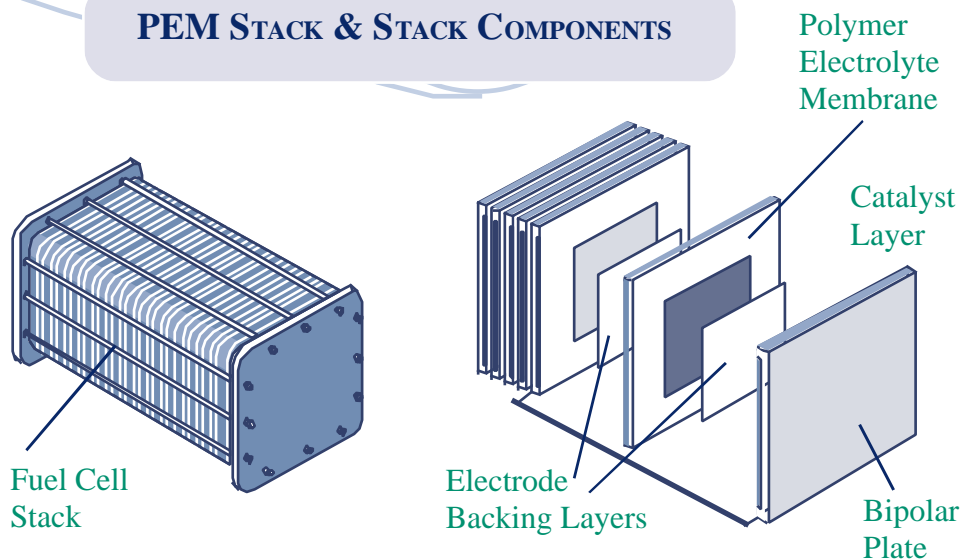 PEM STACK & STACK COMPONENTS
Polymer
Electrolyte
Membrane
Catalyst
Layer
Fuel Cell
Stack
Electrode
Backing Layers
Bipolar
Plate